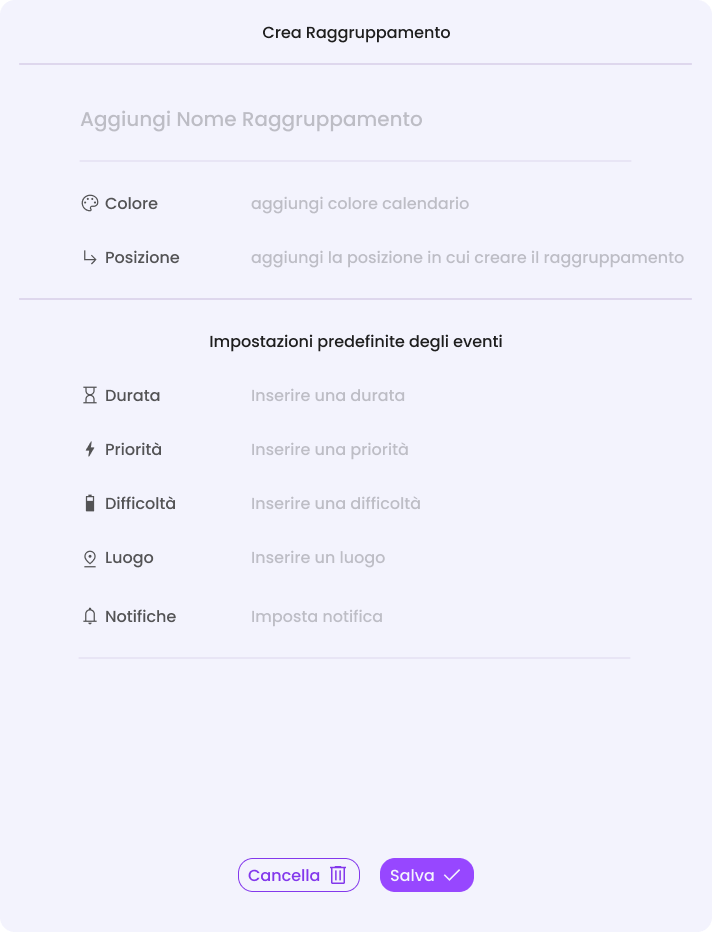 Crea Raggruppamento
Aggiungi Nome Raggruppamento
Colore aggiungi colore calendario
Posizione aggiungi la posizione in cui creare il raggruppamento
Impostazioni predefinite degli eventi
Durata Inserire una durata
Priorità Inserire una priorità
Difficoltà Inserire una difficoltà
Luogo Inserire un luogo
Notifiche Imposta notifica
Cancella Salva